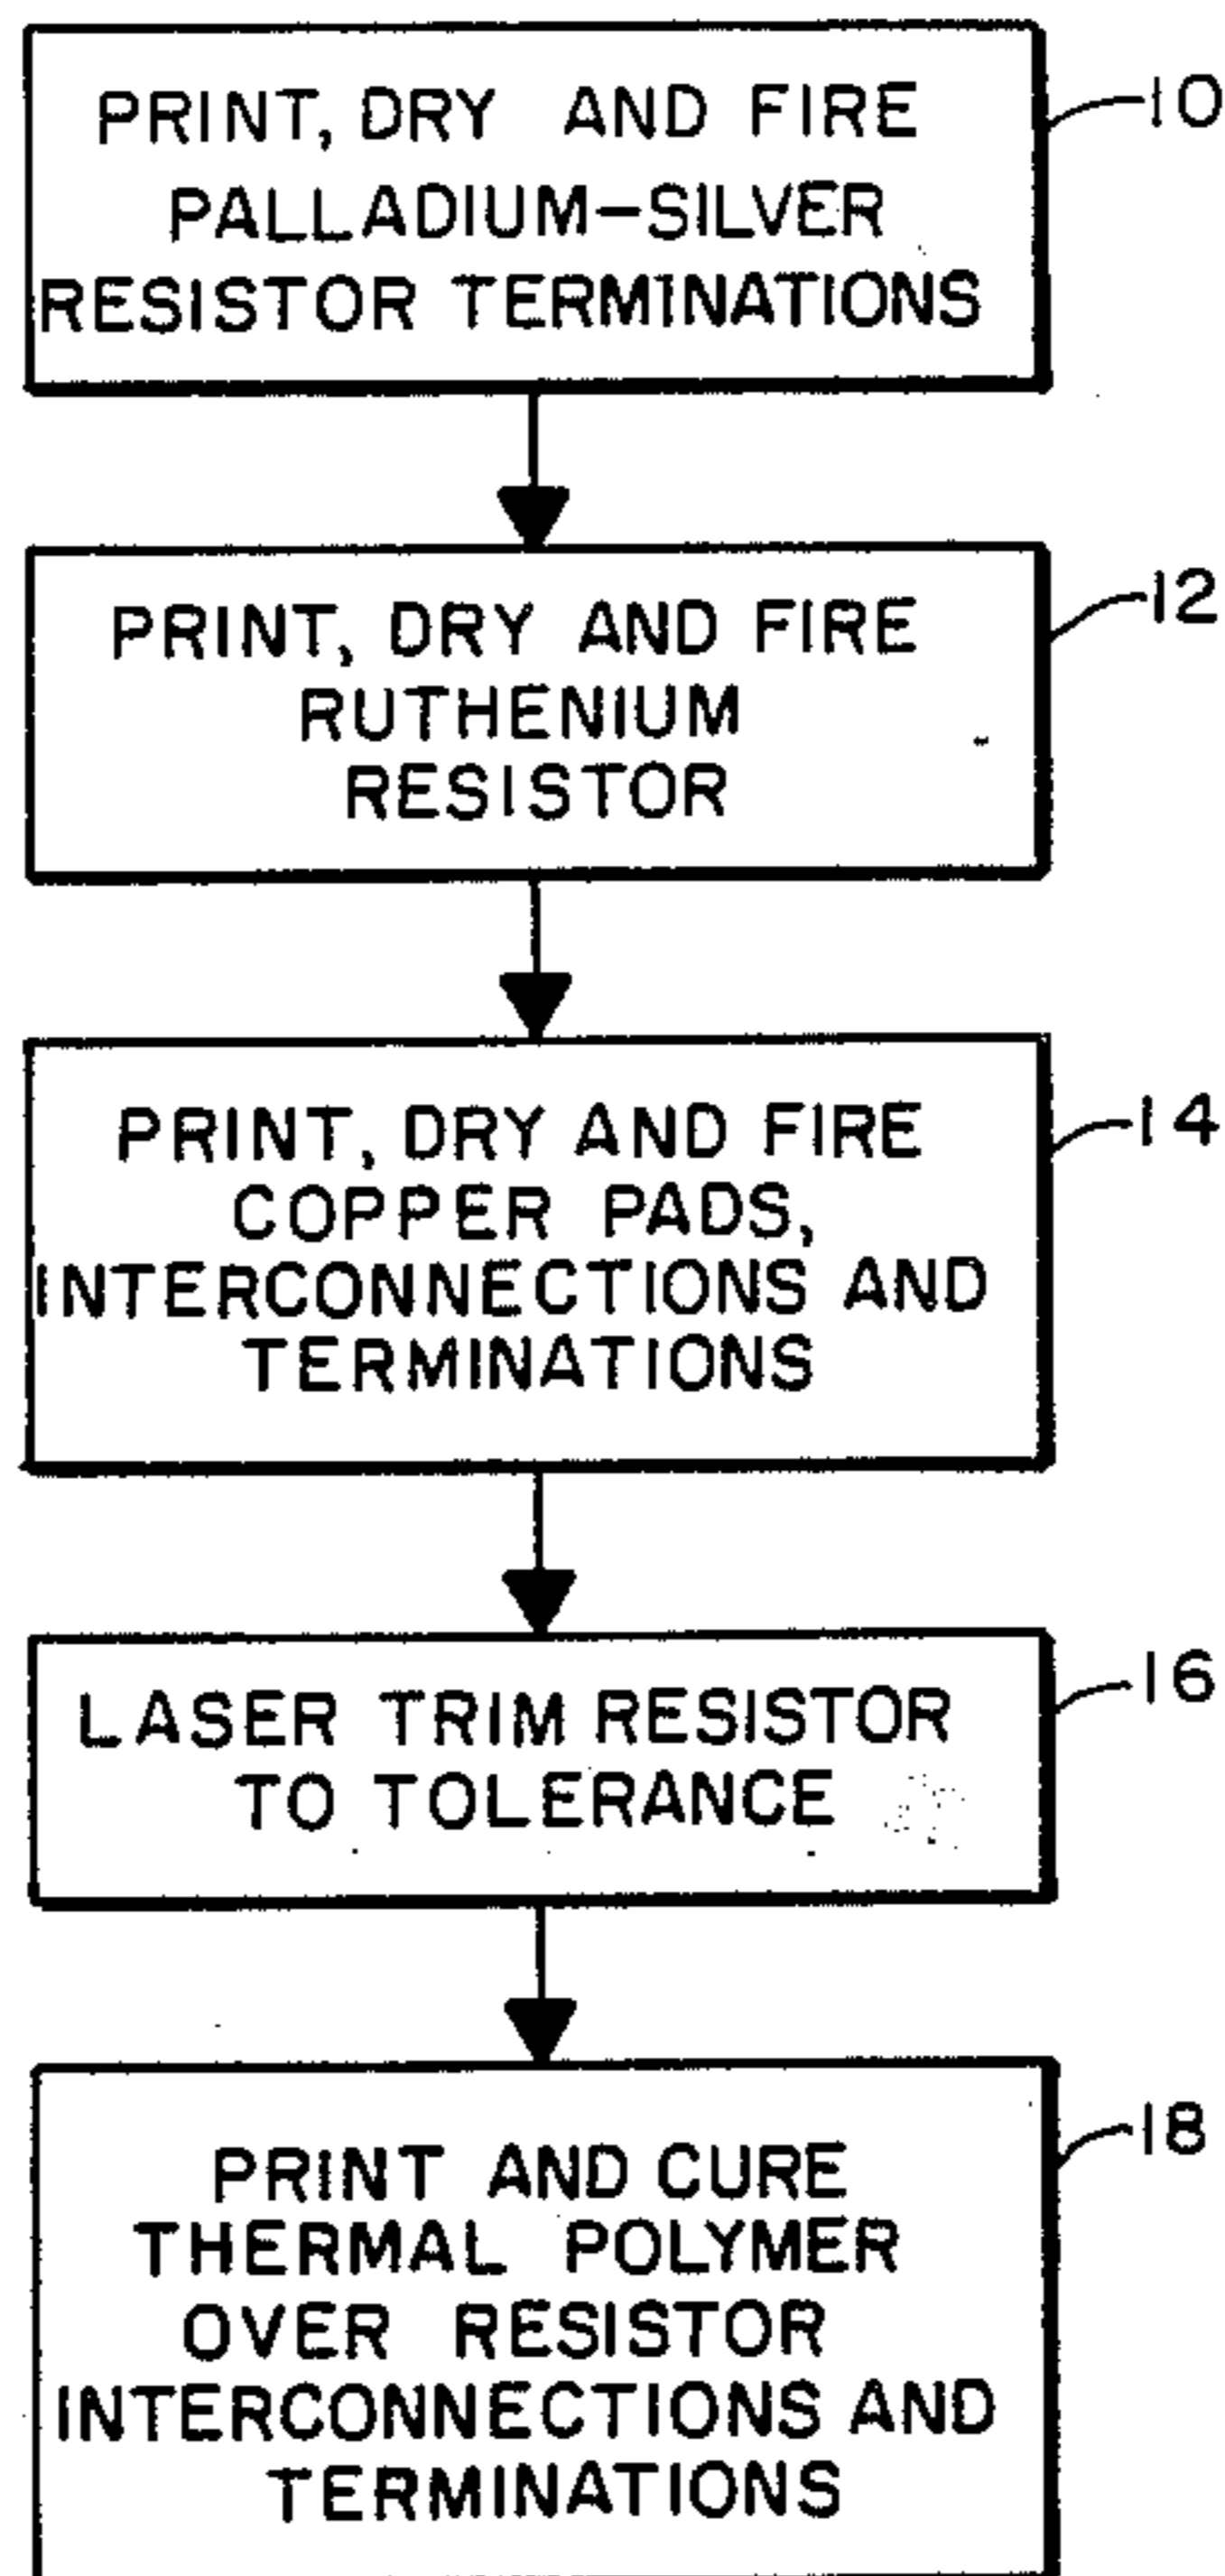 PRINT, DRY AND FIRE
PALLADIUM-SILVER
RESISTOR TERMINATIONS
10
PRINT, DRY AND FIRE
RUTHENIUM
RESISTOR
12
PRINT, DRY AND FIRE
COPPER PADS,
INTERCONNECTIONS AND
TERMINATIONS
14
LASER TRIM RESISTOR
TO TOLERANCE
16
PRINT AND CURE
THERMAL POLYMER
OVER RESISTOR
INTERCONNECTIONS AND
TERMINATIONS
18